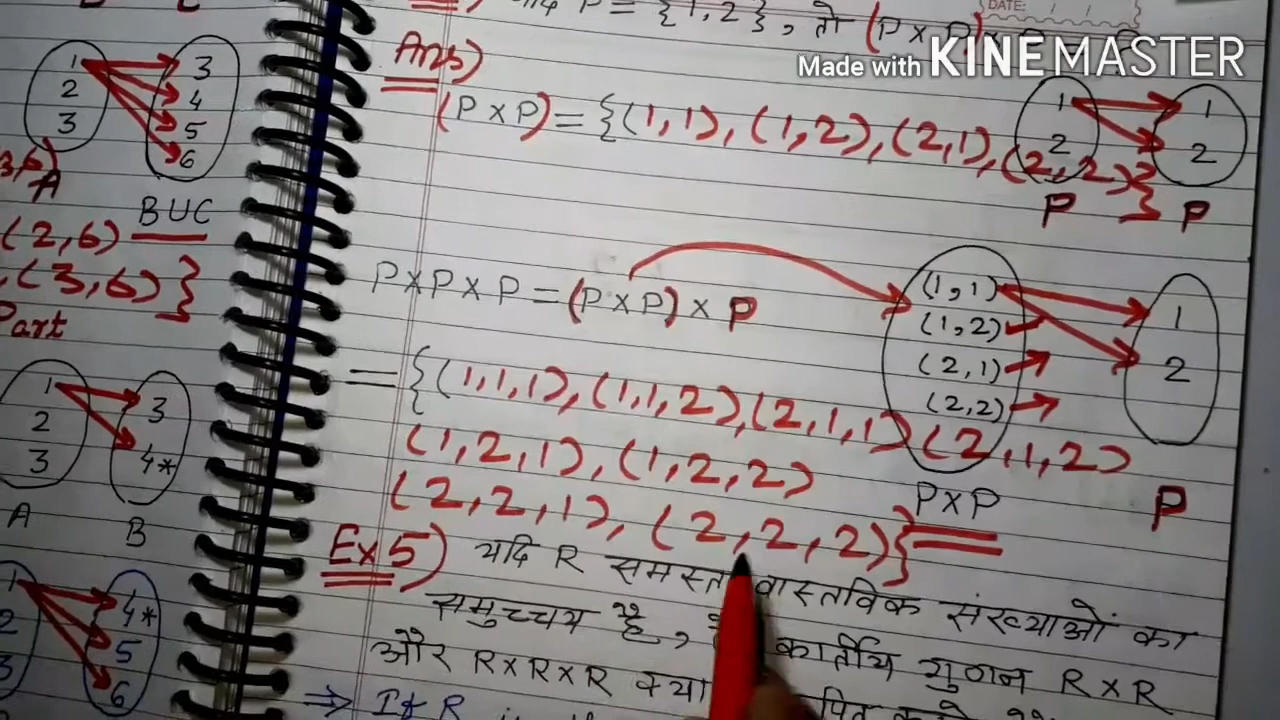 P = {1,2}, तो (P×P)
DATE:
Made with KINEMASTER
Ans)
(P×P) = {(1,1), (1,2), (2,1), (2,2)}
1 1
2 2
P P
1 3
2 4
3 5
6
A
B∪C
(2,6)
(3,6)}
Part
1 3
2 4*
3
A B
1 4*
2 5
3 6
P×P×P = (P×P) × P
(1,1) 1
(1,2) 2
(2,1)
(2,2)
P×P P
= {(1,1,1), (1,1,2), (2,1,1) (2,1,2)
(1,2,1), (1,2,2)
(2,2,1), (2,2,2)}
Ex 5) यदि R समस्त वास्तविक संख्याओं का
समुच्चय है, कार्तीय गुणन R×R
और R×R×R क्या
⇒ If R